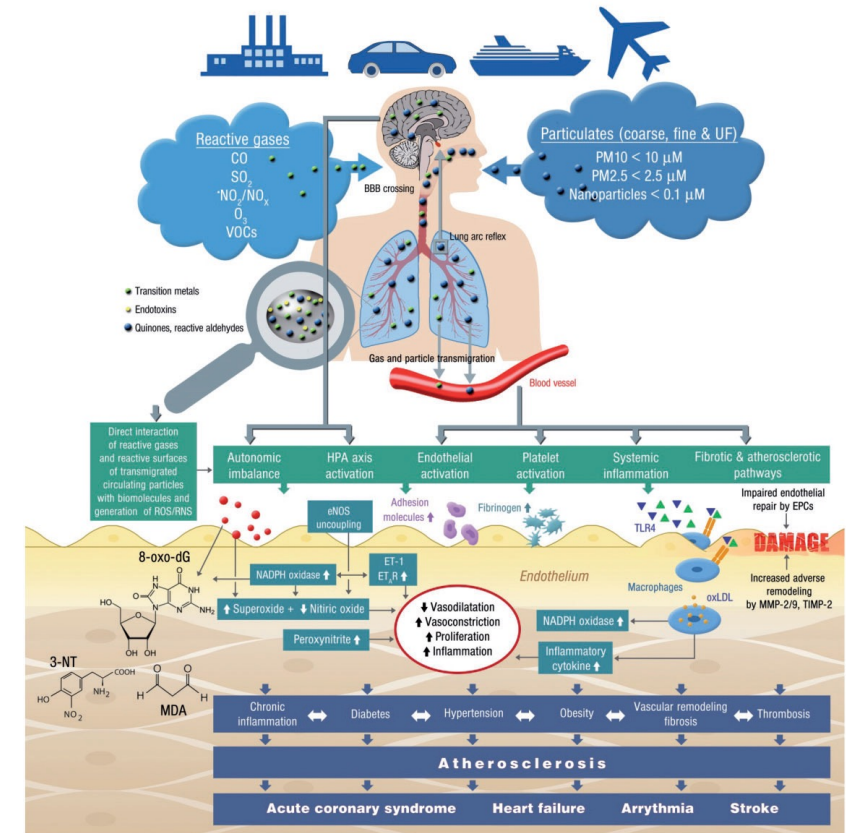 Reactive gases
CO
SO2
•NO2/NOX
O3
VOCs
Particulates (coarse, fine & UF)
PM10 < 10 μM
PM2.5 < 2.5 μM
Nanoparticles < 0.1 μM
BBB crossing
Lung arc reflex
Transition metals
Endotoxins
Quinones, reactive aldehydes
Gas and particle transmigration
Blood vessel
Direct interaction
of reactive gases
and reactive surfaces
of transmigrated
circulating particles
with biomolecules and
generation of ROS/RNS
Autonomic
imbalance
HPA axis
activation
Endothelial
activation
Platelet
activation
Systemic
inflammation
Fibrotic & atherosclerotic
pathways
eNOS
uncoupling
Adhesion
molecules
Fibrinogen
TLR4
Impaired endothelial
repair by EPCs
DAMAGE
Increased adverse
remodeling
by MMP-2/9, TIMP-2
8-oxo-dG
O
N
NH
NH2
N
H
N
O
HO
O
OH
OH
NADPH oxidase
ET-1
ETAR
Endothelium
Superoxide + Nitric oxide
Peroxynitrite
Vasodilatation
Vasoconstriction
Proliferation
Inflammation
Macrophages
oxLDL
NADPH oxidase
Inflammatory
cytokine
3-NT
COOH
NH2
HO
NO2
O
O
H
H
MDA
Chronic
inflammation
Diabetes
Hypertension
Obesity
Vascular remodeling
fibrosis
Thrombosis
Atherosclerosis
Acute coronary syndrome
Heart failure
Arrythmia
Stroke